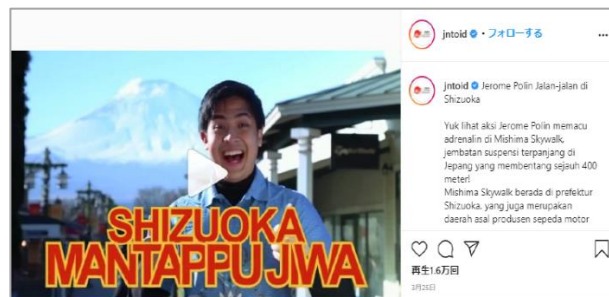 SHIZUOKA
MANTAPPU JIWA
jntoid • フォローする
jntoid Jerome Polin Jalan-jalan di
Shizuoka
Yuk lihat aksi Jerome Polin memacu
adrenalin di Mishima Skywalk,
jembatan suspensi terpanjang di
Jepang yang membentang sejauh 400
meter!
Mishima Skywalk berada di prefektur
Shizuoka, yang juga merupakan
daerah asal produsen sepeda motor
再生1.6万回
3月25日